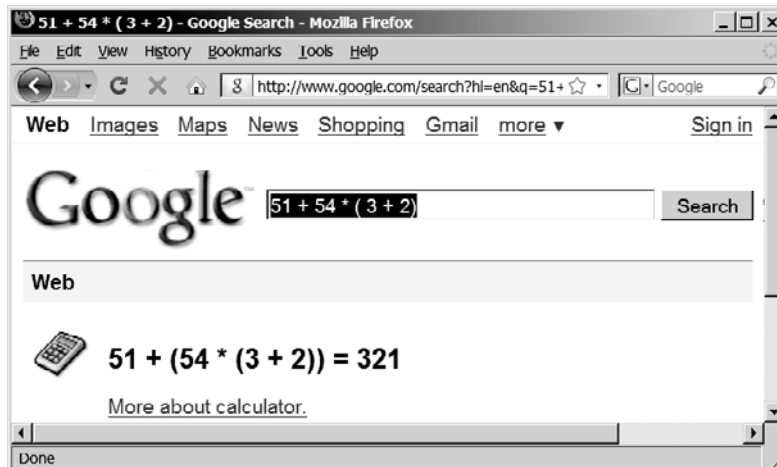 51 + 54 * ( 3 + 2) - Google Search - Mozilla Firefox
File Edit View History Bookmarks Tools Help
8 http://www.google.com/search?hl=en&q=51+ G Google
Web Images Maps News Shopping Gmail more ▼ Sign in
Google™ 51 + 54 * ( 3 + 2) Search
Web
51 + (54 * (3 + 2)) = 321
More about calculator.
Done